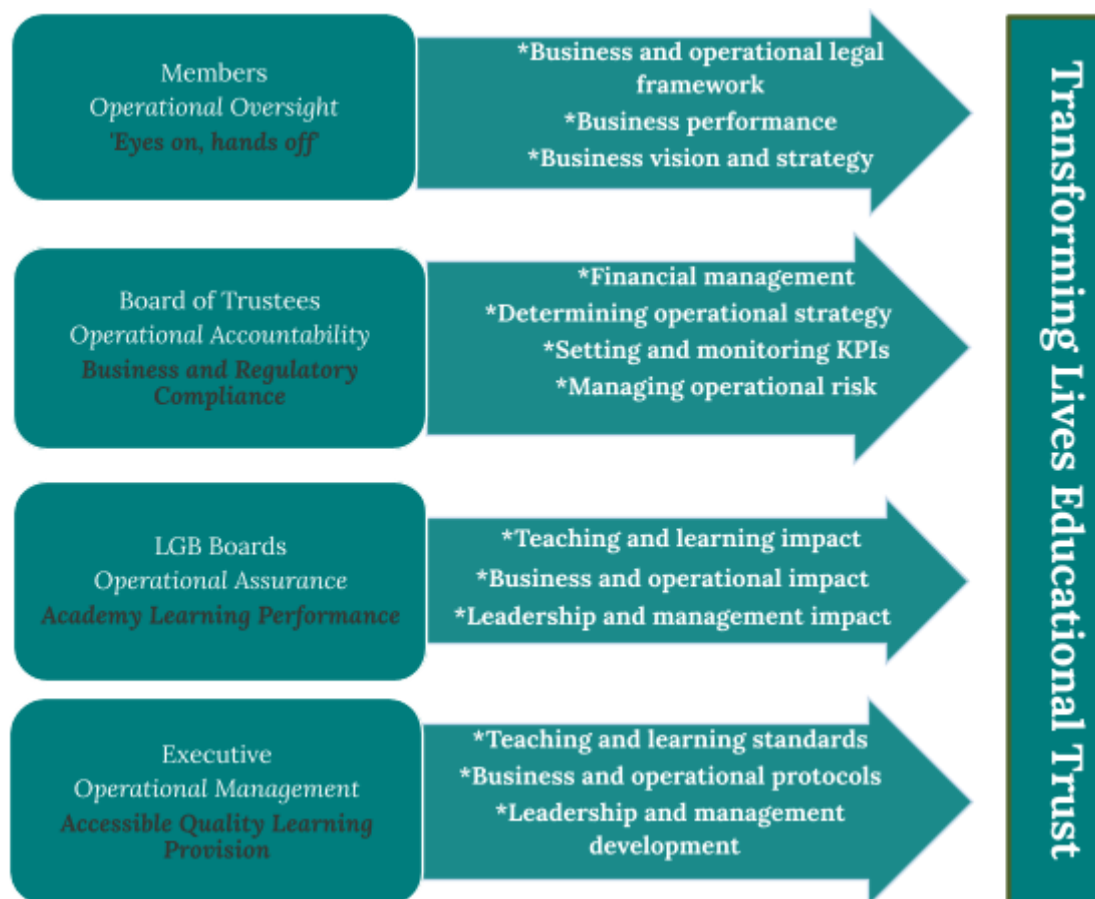 Members
Operational Oversight
'Eyes on, hands off'
*Business and operational legal
framework
*Business performance
*Business vision and strategy
Board of Trustees
Operational Accountability
Business and Regulatory
Compliance
*Financial management
*Determining operational strategy
*Setting and monitoring KPIs
*Managing operational risk
LGB Boards
Operational Assurance
Academy Learning Performance
*Teaching and learning impact
*Business and operational impact
*Leadership and management impact
Executive
Operational Management
Accessible Quality Learning
Provision
*Teaching and learning standards
*Business and operational protocols
*Leadership and management
development
Transforming Lives Educational Trust